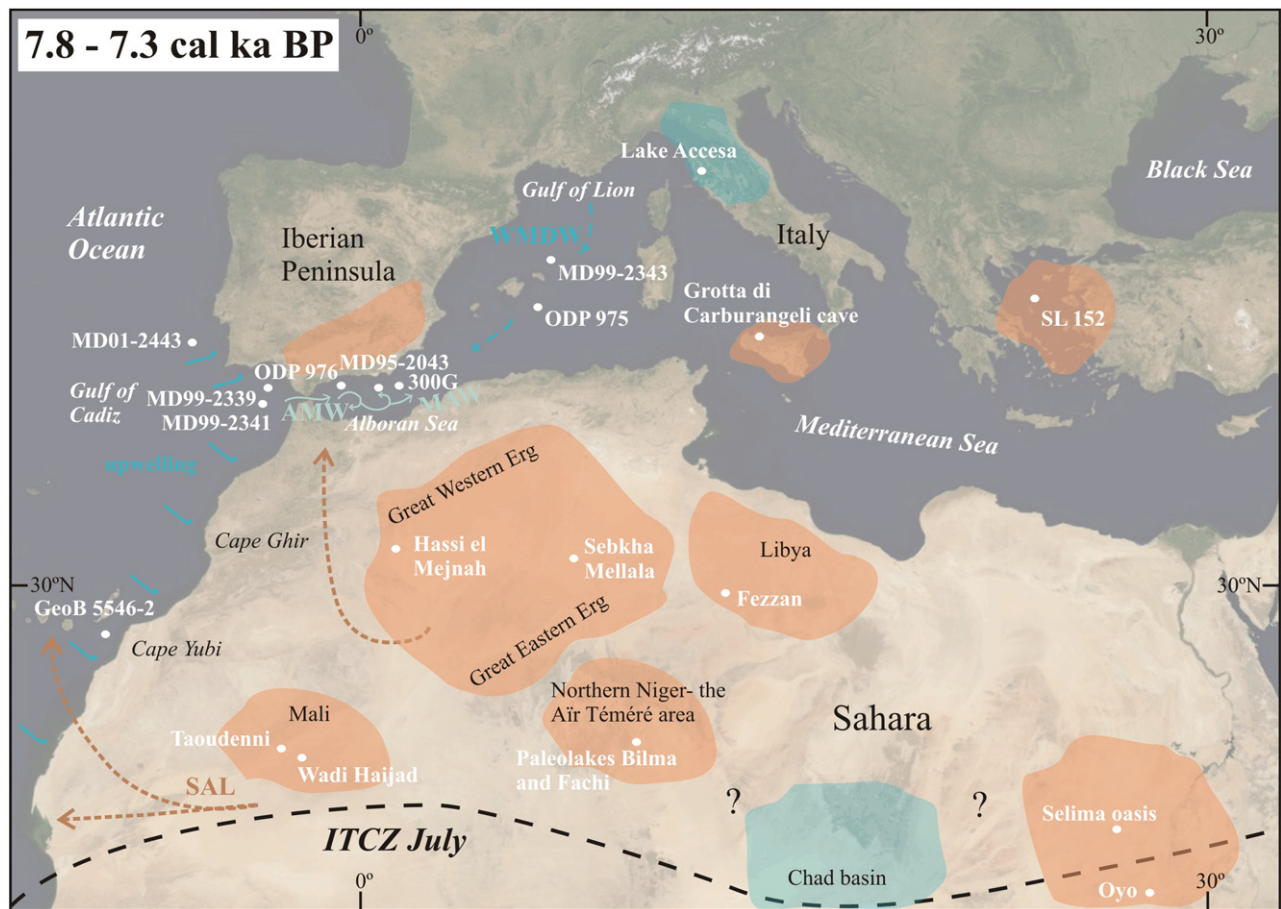 7.8 - 7.3 cal ka BP
0º
30º
Lake Accesa
Black Sea
Gulf of Lion
Atlantic
Ocean
Iberian
Peninsula
WMDW
Italy
MD99-2343
Grotta di
Carburangeli cave
ODP 975
SL 152
MD01-2443
MD95-2043
ODP 976
300G
Gulf of
Cadiz
MD99-2339
MD99-2341
AMW
MAW
Alboran Sea
Mediterranean Sea
upwelling
Great Western Erg
Cape Ghir
Hassi el
Mejnah
Sebkha
Mellala
Libya
30ºN
30ºN
Fezzan
GeoB 5546-2
Cape Yubi
Great Eastern Erg
Northern Niger- the
Aïr Téméré area
Mali
Sahara
Taoudenni
Wadi Haijad
Paleolakes Bilma
and Fachi
SAL
?
?
Selima oasis
ITCZ July
0º
Chad basin
Oyo
30º